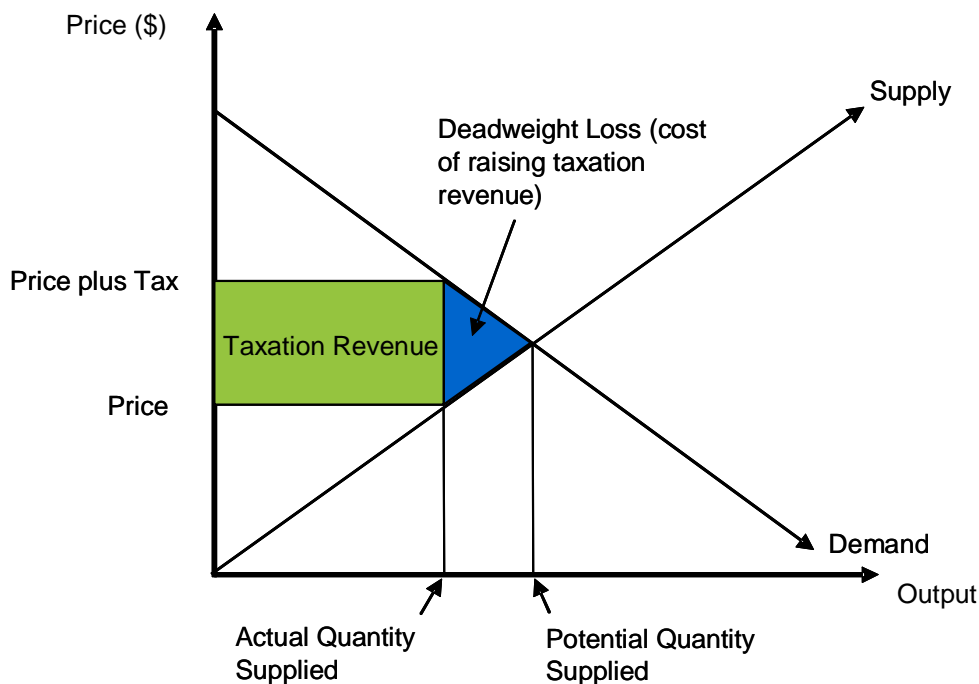 Price ($)
Supply
Deadweight Loss (cost
of raising taxation
revenue)
Price plus Tax
Taxation Revenue
Price
Demand
Output
Actual Quantity
Supplied
Potential Quantity
Supplied